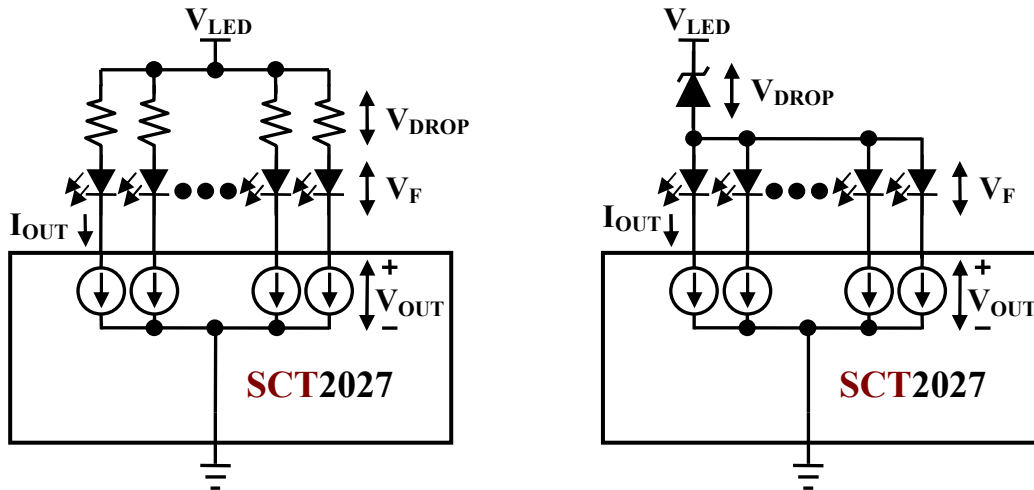 VLED
VDROP
VF
IOUT
+
VOUT
–
SCT2027
VLED
VDROP
VF
IOUT
+
VOUT
–
SCT2027